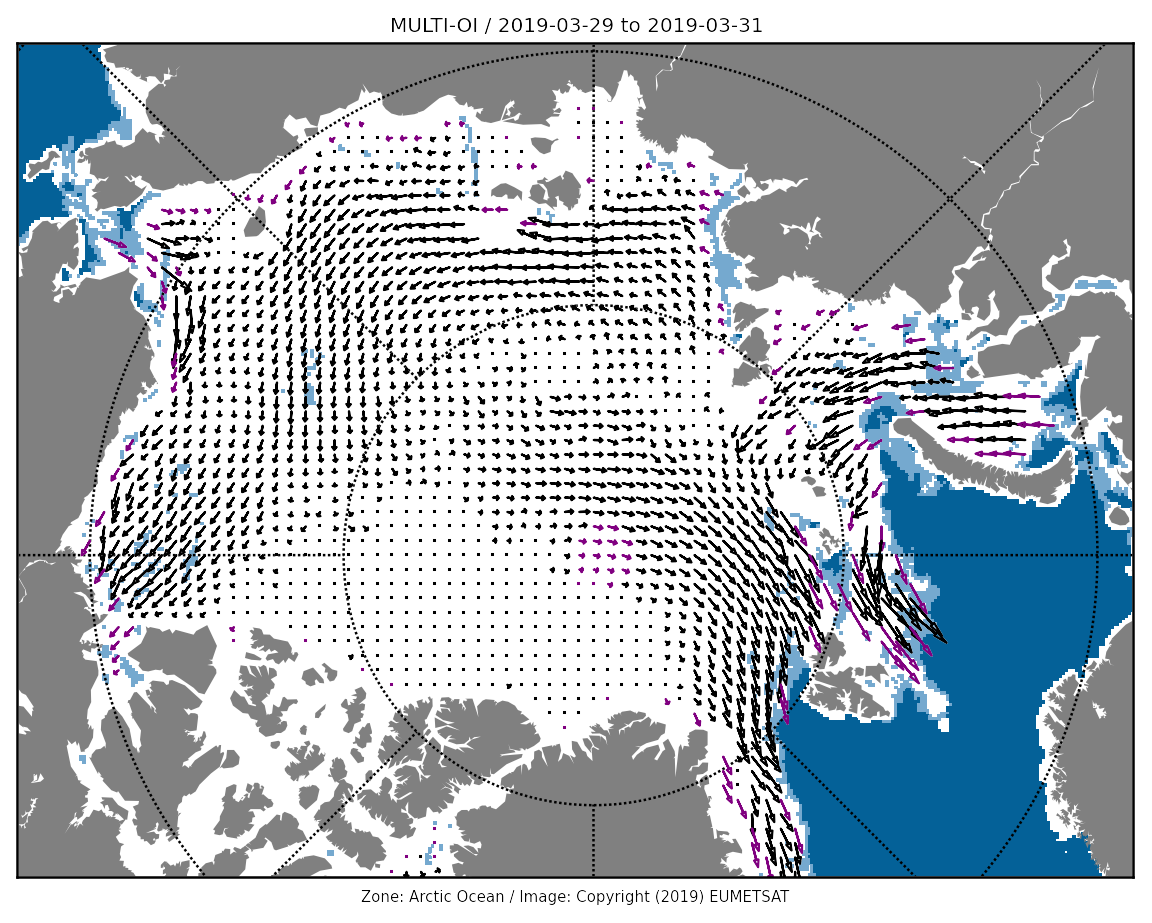 MULTI-OI / 2019-03-29 to 2019-03-31
Zone: Arctic Ocean / Image: Copyright (2019) EUMETSAT